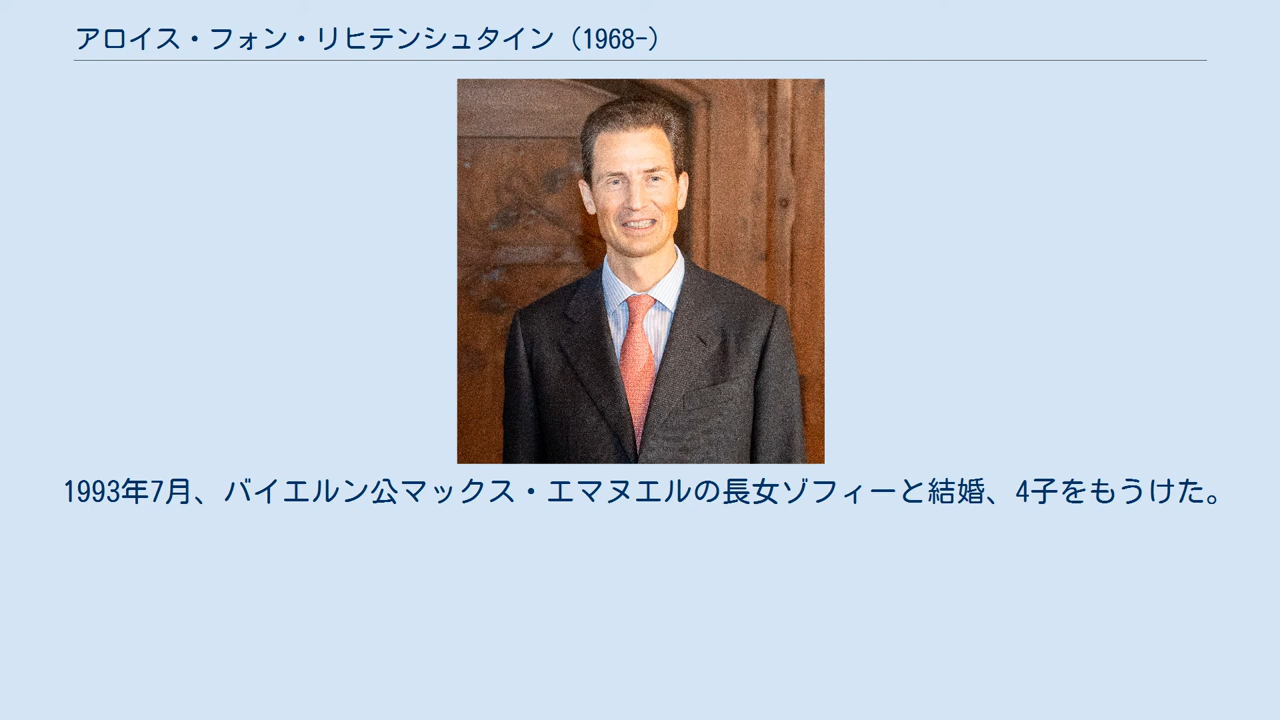 アロイス・フォン・リヒテンシュタイン（1968-）
1993年7月、バイエルン公マックス・エマヌエルの長女ゾフィーと結婚、4子をもうけた。